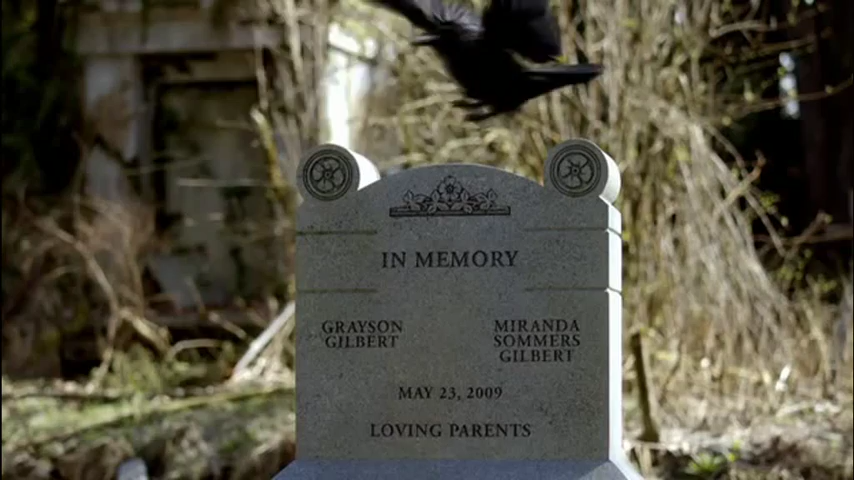 IN MEMORY
GRAYSON
GILBERT
MIRANDA
SOMMERS
GILBERT
MAY 23, 2009
LOVING PARENTS